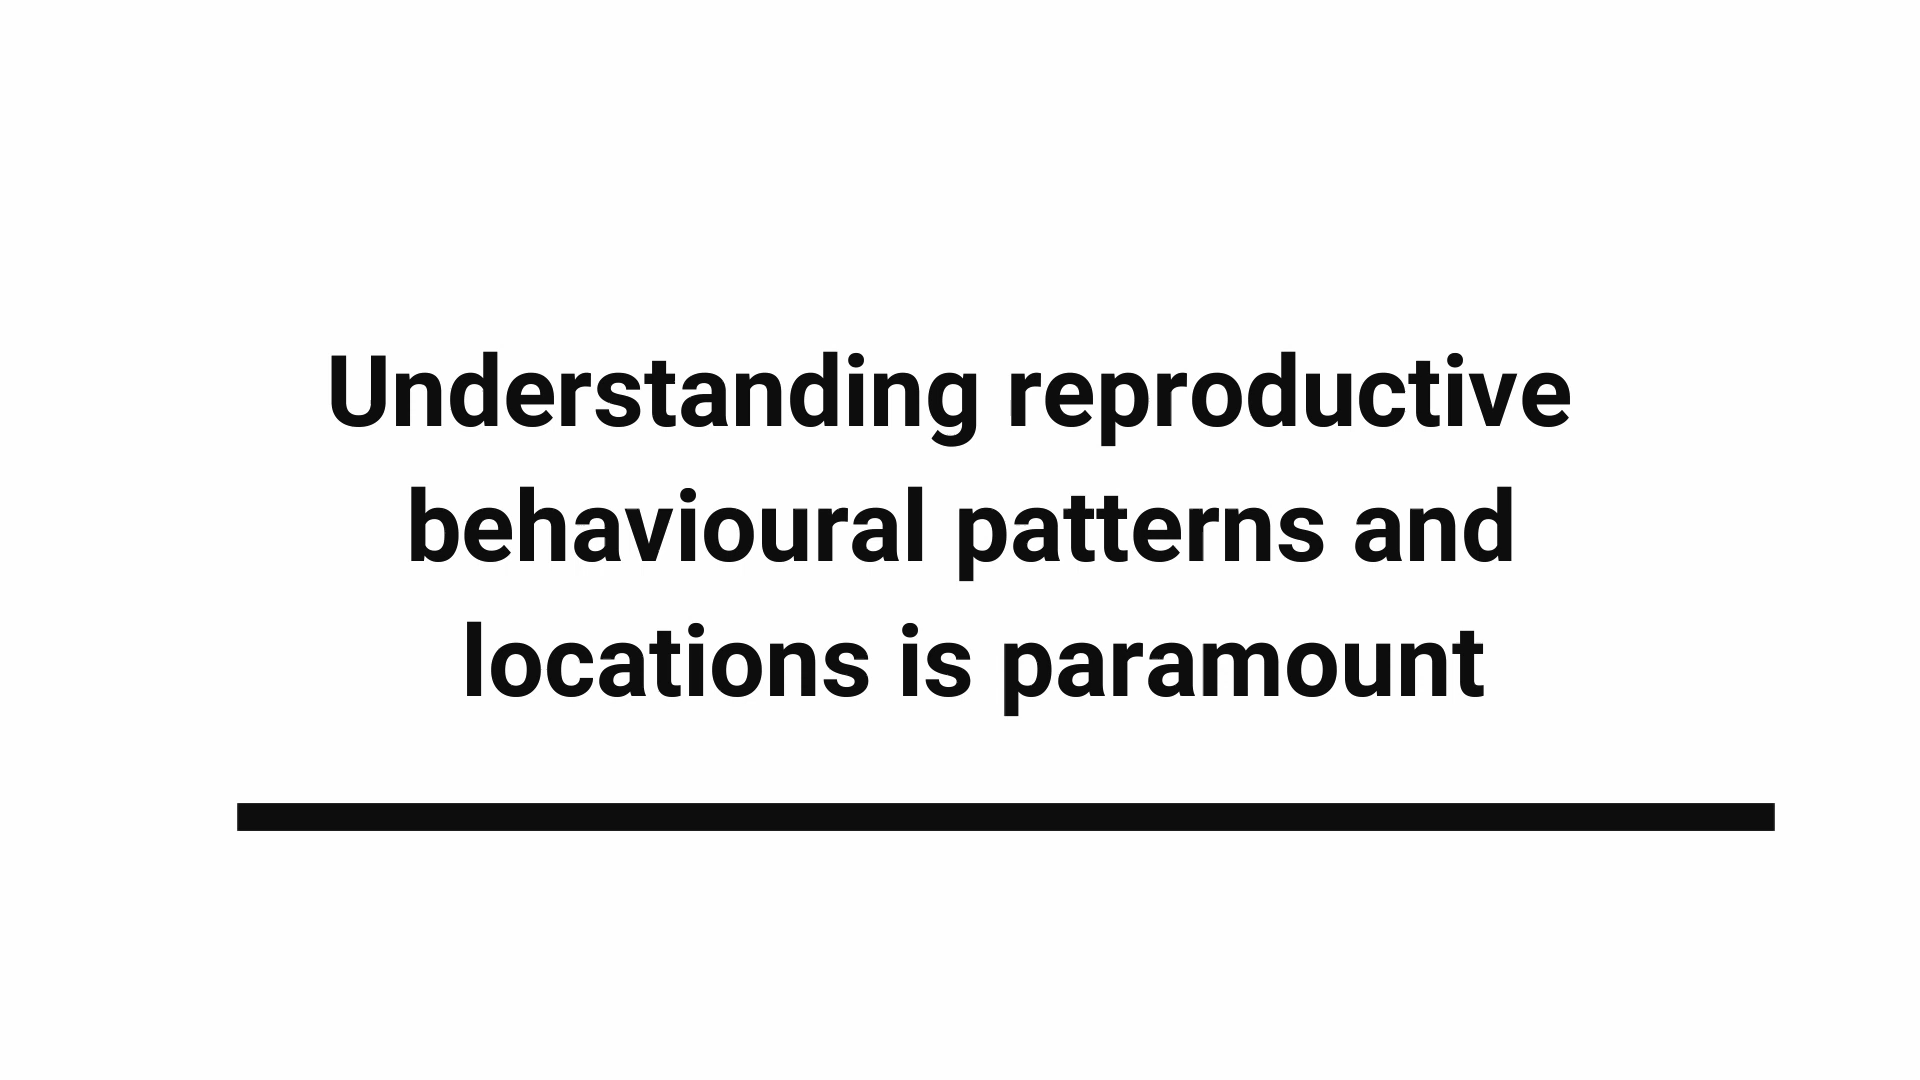 Understanding reproductive
behavioural patterns and
locations is paramount